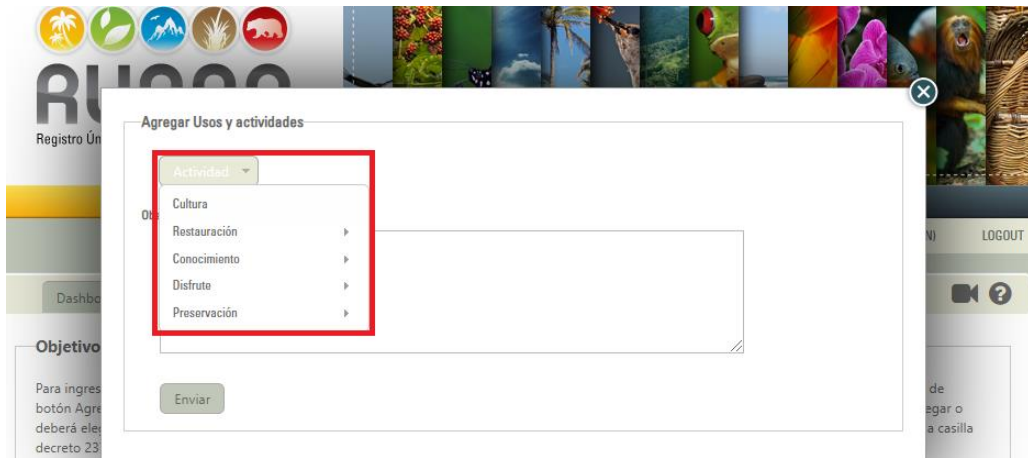 Registro Ún
Agregar Usos y actividades
Actividad
Cultura
Restauración
Conocimiento
Disfrute
Preservación
Enviar
N) LOGOUT
Dashbo
Objetivo
Para ingres
botón Agre
deberá eleg
decreto 23
de
egar o
a casilla